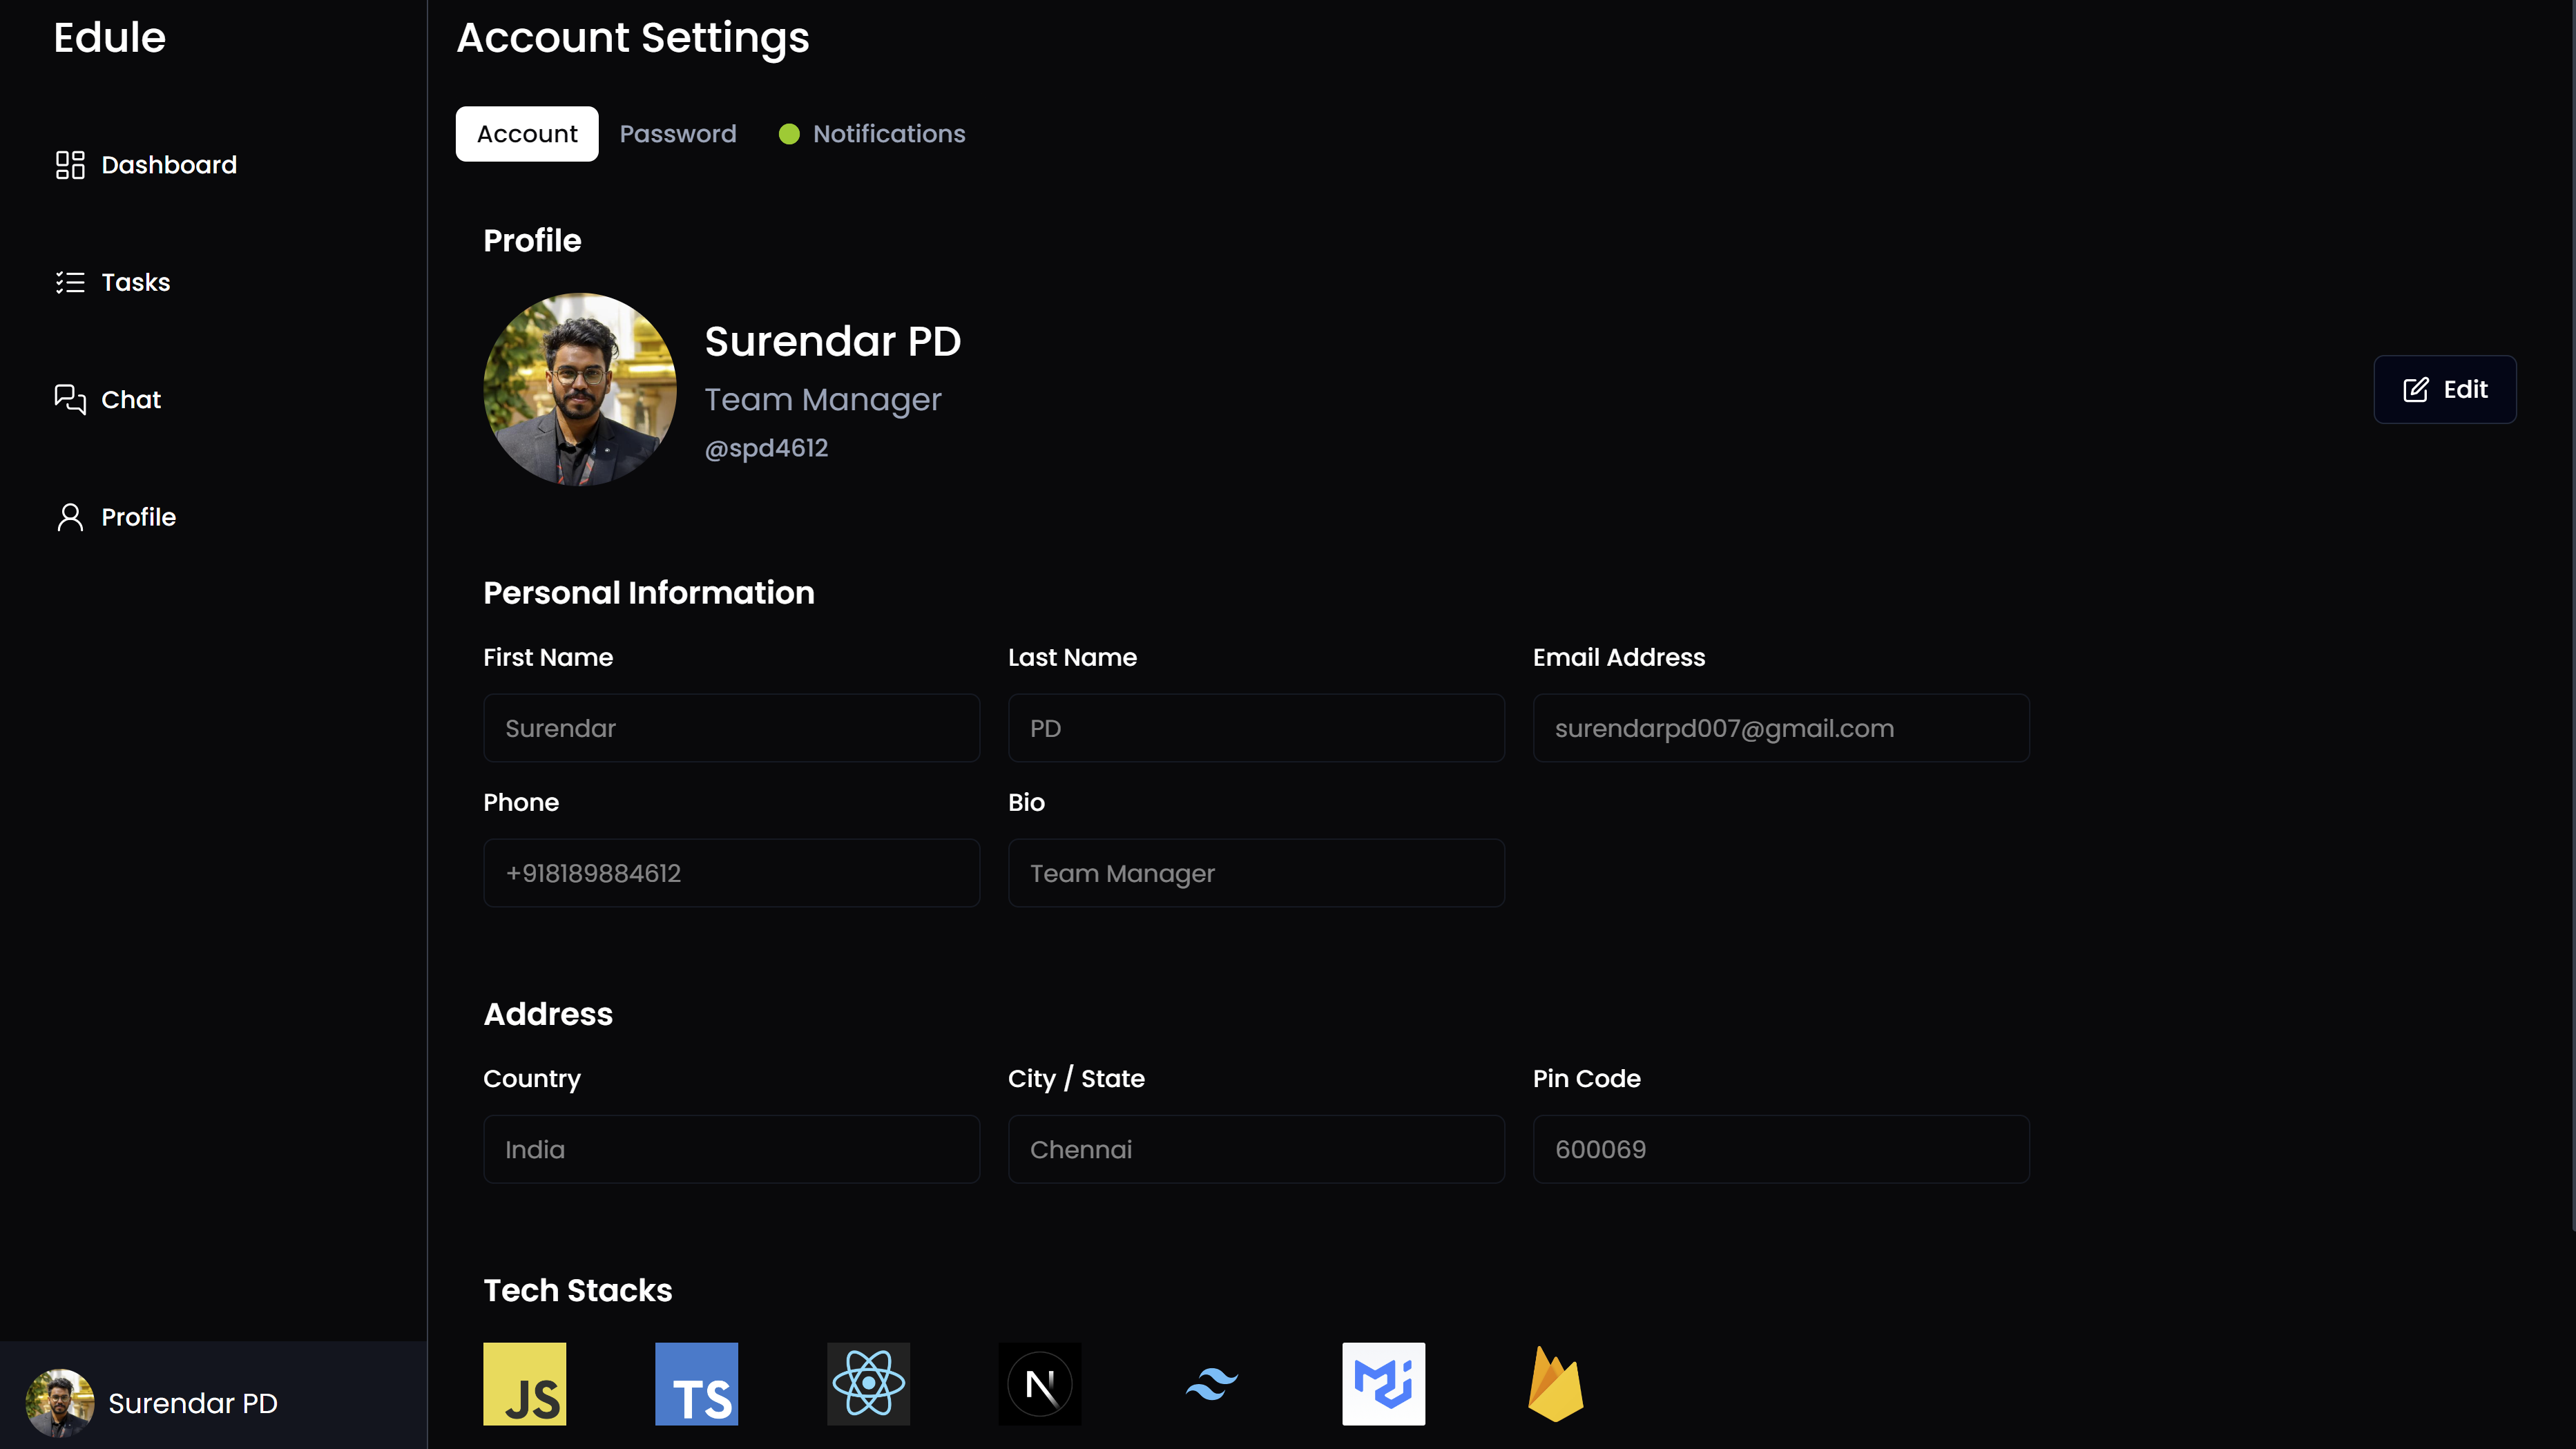 Edule
Dashboard
Tasks
Chat
Profile
Surendar PD
Account Settings
Account Password Notifications
Profile
Surendar PD
Team Manager
@spd4612
Edit
Personal Information
First Name Last Name Email Address
Surendar PD surendarpd007@gmail.com
Phone Bio
+918189884612 Team Manager
Address
Country City / State Pin Code
India Chennai 600069
Tech Stacks
JS TS N